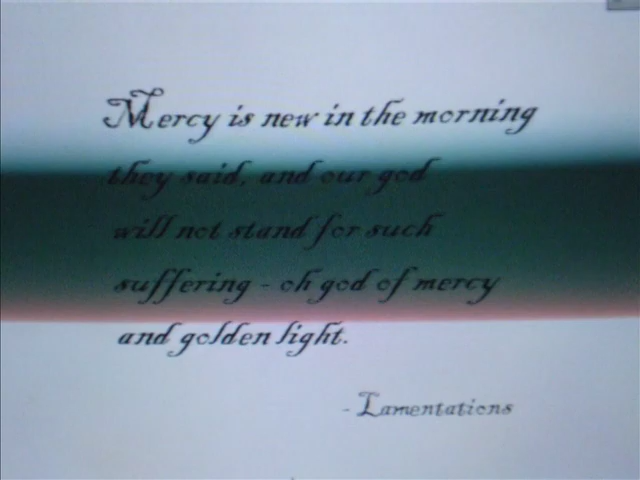 Mercy is new in the morning
they said, and our god
will not stand for such
suffering - oh god of mercy
and golden light.
- Lamentations